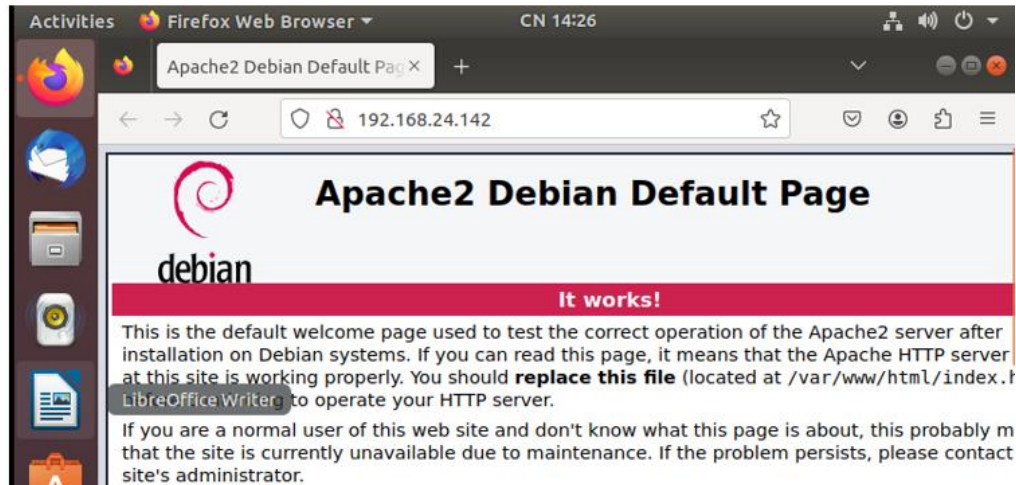 Activities Firefox Web Browser CN 14:26
Apache2 Debian Default Pag
192.168.24.142
debian
Apache2 Debian Default Page
It works!
This is the default welcome page used to test the correct operation of the Apache2 server after
installation on Debian systems. If you can read this page, it means that the Apache HTTP server
at this site is working properly. You should replace this file (located at /var/www/html/index.h
LibreOffice Writer to operate your HTTP server.
If you are a normal user of this web site and don't know what this page is about, this probably m
that the site is currently unavailable due to maintenance. If the problem persists, please contact
site's administrator.